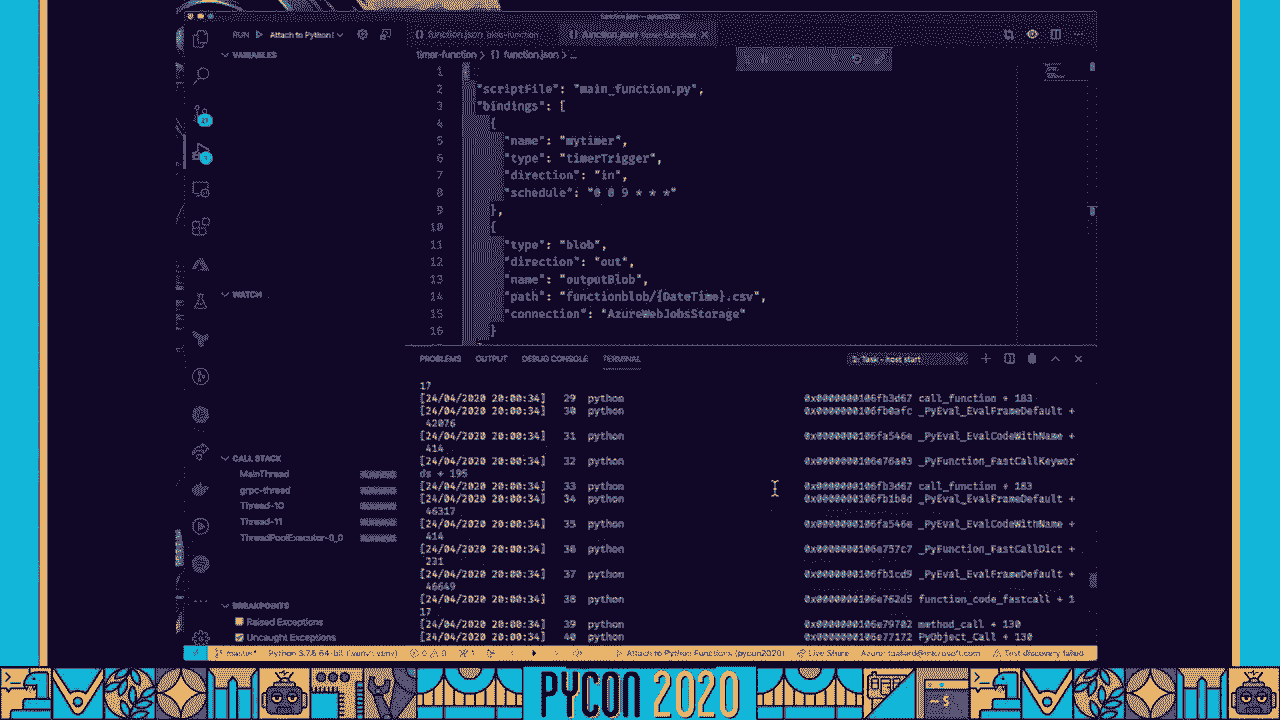 RUN Attach to Python!
{} function.json blob-function
{} function.json timer-function
timer-function > {} function.json > ...
VARIABLES
WATCH
CALL STACK
MainThread
grpc-thread
Thread-10
Thread-11
ThreadPoolExecutor-0_0
BREAKPOINTS
Raised Exceptions
Uncaught Exceptions
1
2 "scriptFile": "main_function.py",
3 "bindings": [
4 {
5 "name": "mytimer",
6 "type": "timerTrigger",
7 "direction": "in",
8 "schedule": "0 0 9 * * *"
9 },
10 {
11 "type": "blob",
12 "direction": "out",
13 "name": "outputBlob",
14 "path": "functionblob/{DateTime}.csv",
15 "connection": "AzureWebJobsStorage"
16 }
PROBLEMS OUTPUT DEBUG CONSOLE TERMINAL
2: Task - host start
17
[24/04/2020 20:00:34] 29 python 0x0000000106fb3d67 call_function + 183
[24/04/2020 20:00:34] 30 python 0x0000000106fb0afc _PyEval_EvalFrameDefault +
42076
[24/04/2020 20:00:34] 31 python 0x0000000106fa546e _PyEval_EvalCodeWithName +
414
[24/04/2020 20:00:34] 32 python 0x0000000106e76a03 _PyFunction_FastCallKeywor
ds + 195
[24/04/2020 20:00:34] 33 python 0x0000000106fb3d67 call_function + 183
[24/04/2020 20:00:34] 34 python 0x0000000106fb1b8d _PyEval_EvalFrameDefault +
46317
[24/04/2020 20:00:34] 35 python 0x0000000106fa546e _PyEval_EvalCodeWithName +
414
[24/04/2020 20:00:34] 36 python 0x0000000106e757c7 _PyFunction_FastCallDict +
231
[24/04/2020 20:00:34] 37 python 0x0000000106fb1cd9 _PyEval_EvalFrameDefault +
46649
[24/04/2020 20:00:34] 38 python 0x0000000106e762d5 function_code_fastcall + 1
17
[24/04/2020 20:00:34] 39 python 0x0000000106e79702 method_call + 130
[24/04/2020 20:00:34] 40 python 0x0000000106e77172 PyObject_Call + 130
master* Python 3.7.5 64-bit Attach to Python Functions (pycon2020) Live Share Azure: Test discovery failed
PYCON 2020